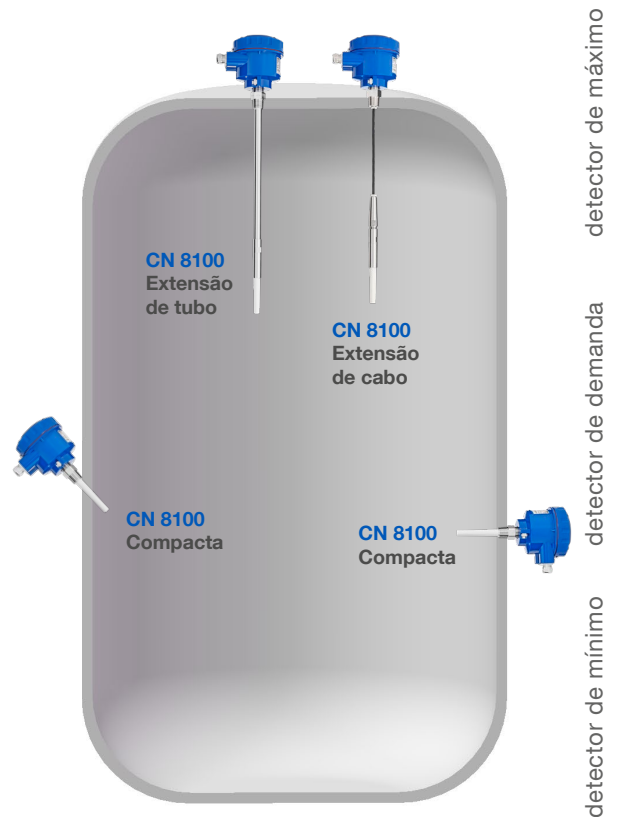 CN 8100
Extensão
de tubo
CN 8100
Extensão
de cabo
CN 8100
Compacta
CN 8100
Compacta
detector de máximo
detector de demanda
detector de mínimo